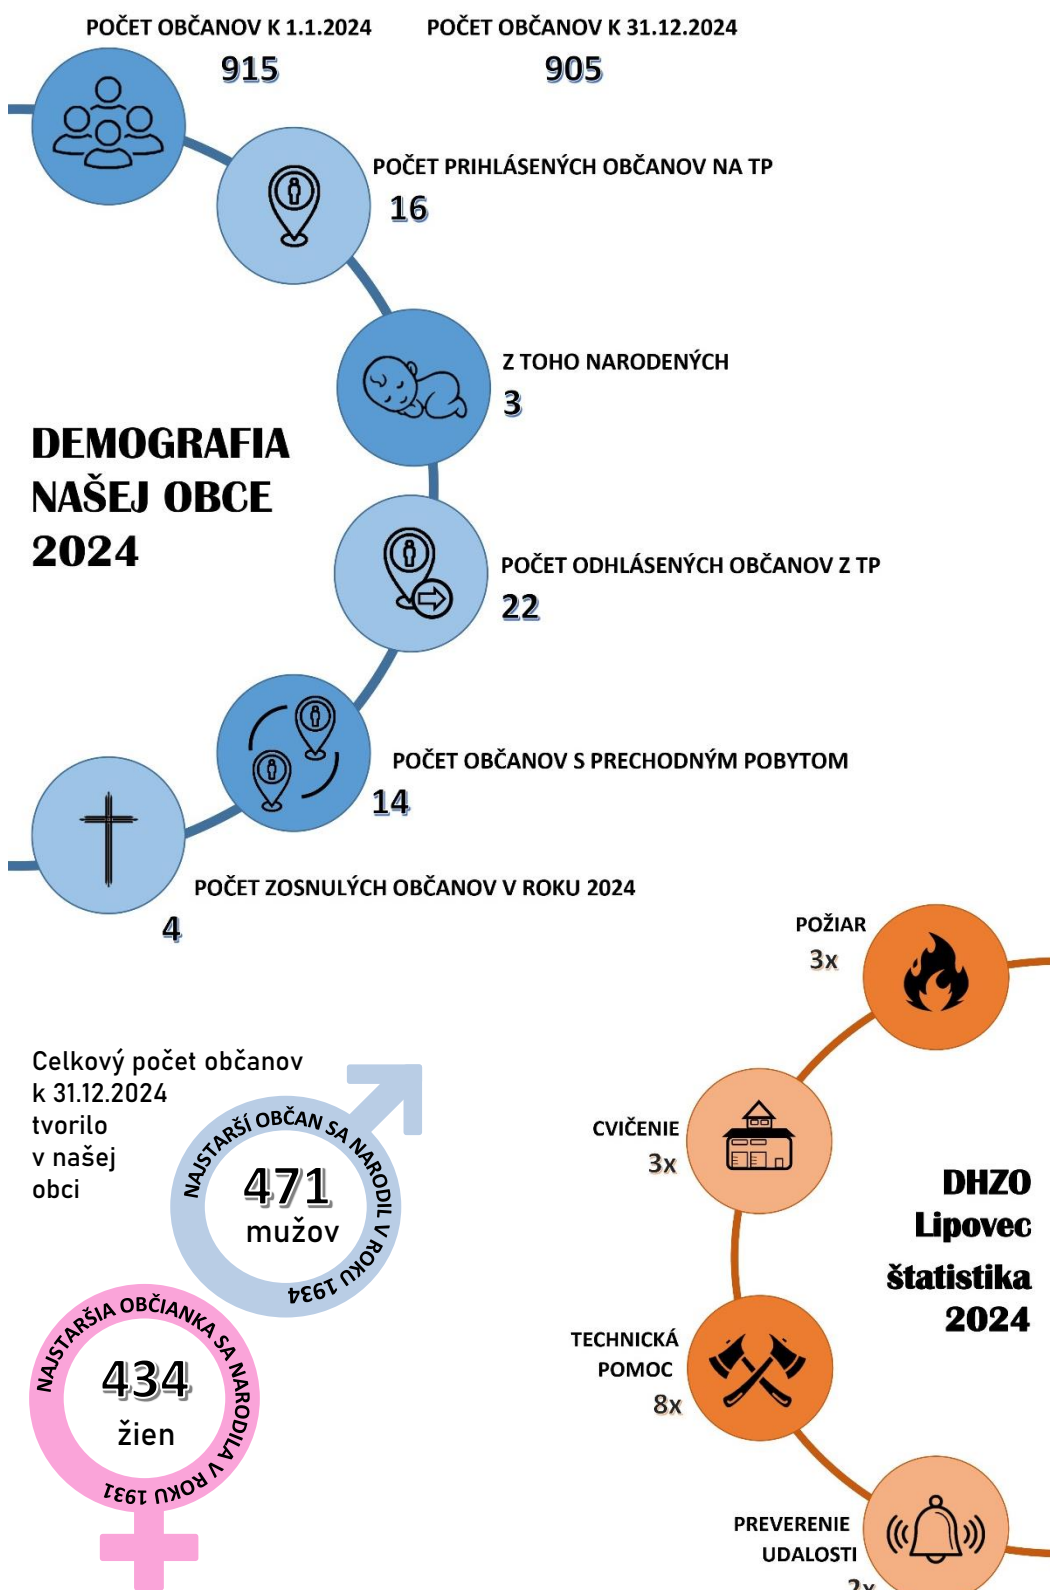 POČET OBČANOV K 1.1.2024
915
POČET OBČANOV K 31.12.2024
905
POČET PRIHLÁSENÝCH OBČANOV NA TP
16
Z TOHO NARODENÝCH
3
DEMOGRAFIA
NAŠEJ OBCE
2024
POČET ODHLÁSENÝCH OBČANOV Z TP
22
POČET OBČANOV S PRECHODNÝM POBYTOM
14
POČET ZOSNULÝCH OBČANOV V ROKU 2024
4
Celkový počet občanov
k 31.12.2024
tvorilo
v našej
obci
NAJSTARŠÍ OBČAN SA NARODIL V ROKU 1934
471
mužov
NAJSTARŠIA OBČIANKA SA NARODILA V ROKU 1931
434
žien
POŽIAR
3x
CVIČENIE
3x
DHZO
Lipovec
štatistika
2024
TECHNICKÁ
POMOC
8x
PREVERENIE
UDALOSTI
2x